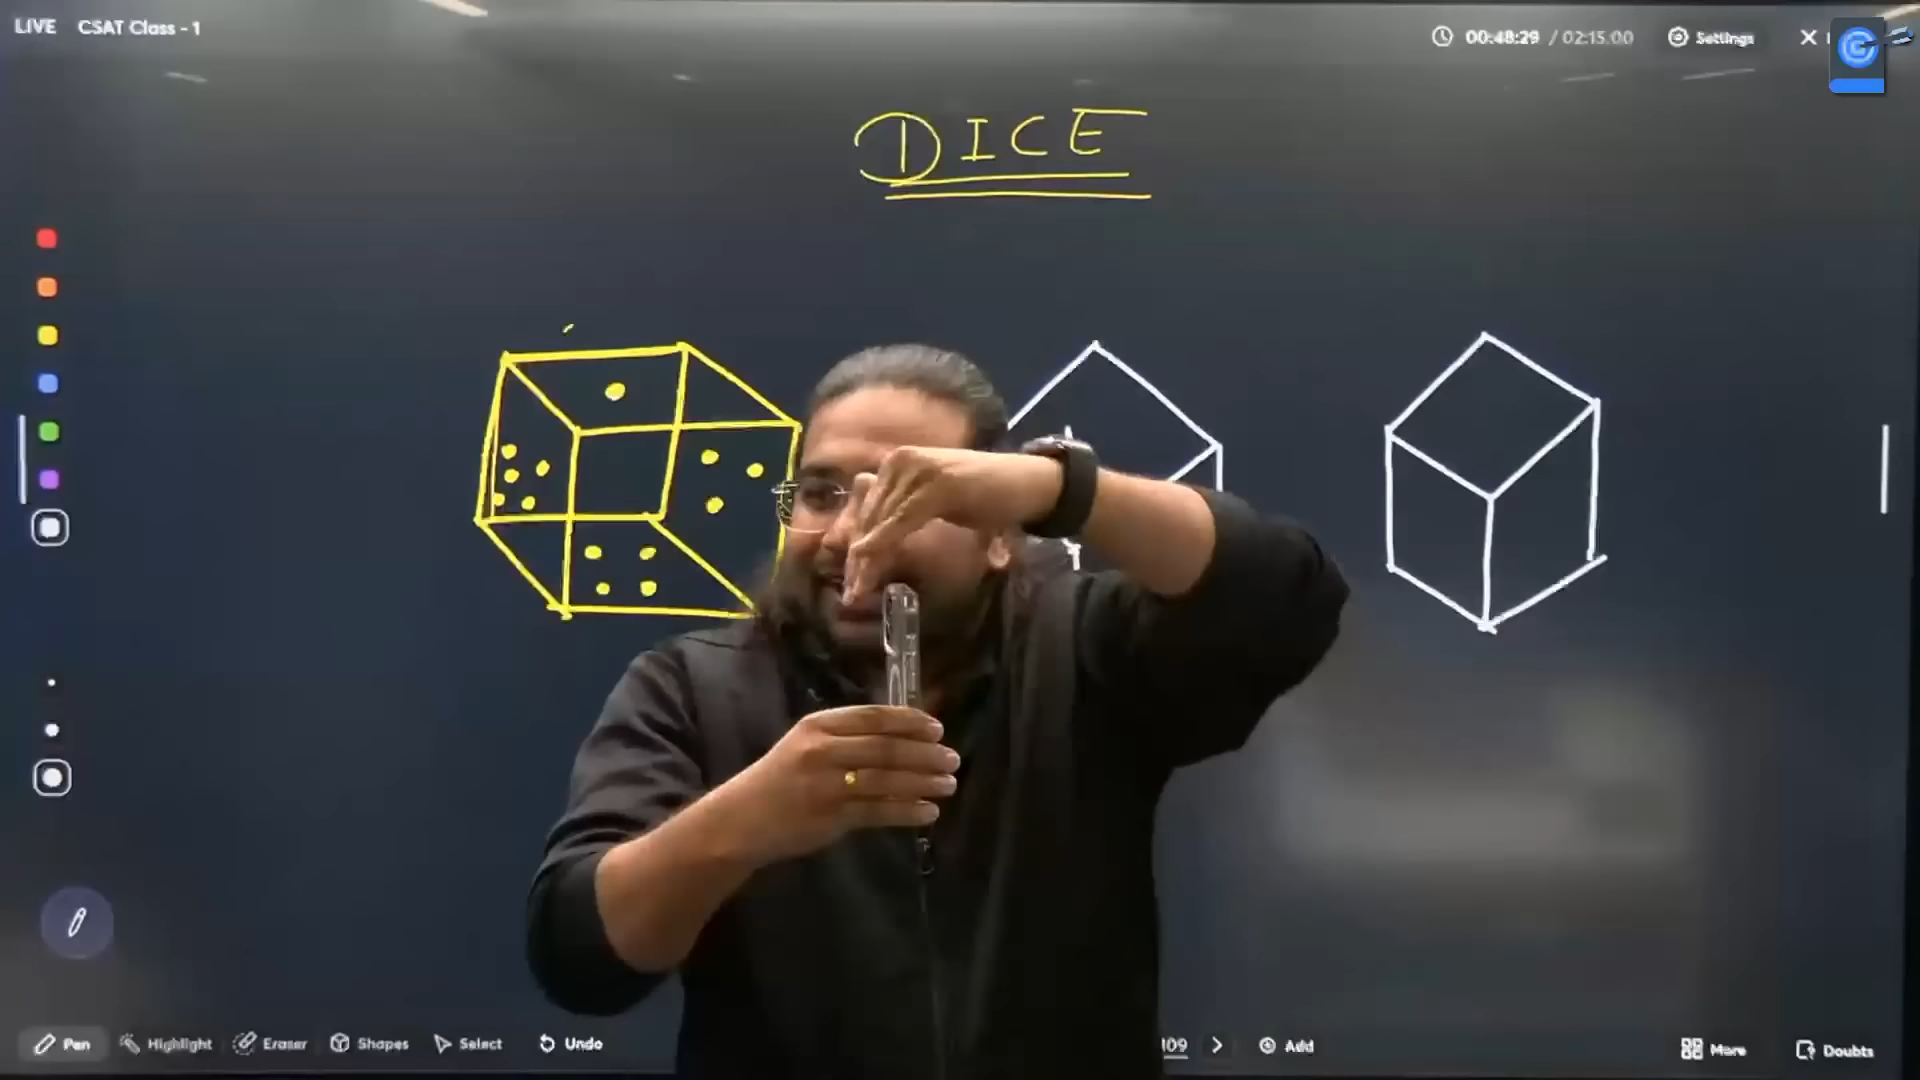 LIVE CSAT Class - 1
00:48:29 / 02:15:00 Settings
DICE
Pen Highlight Eraser Shapes Select Undo
109 > Add
More Doubts